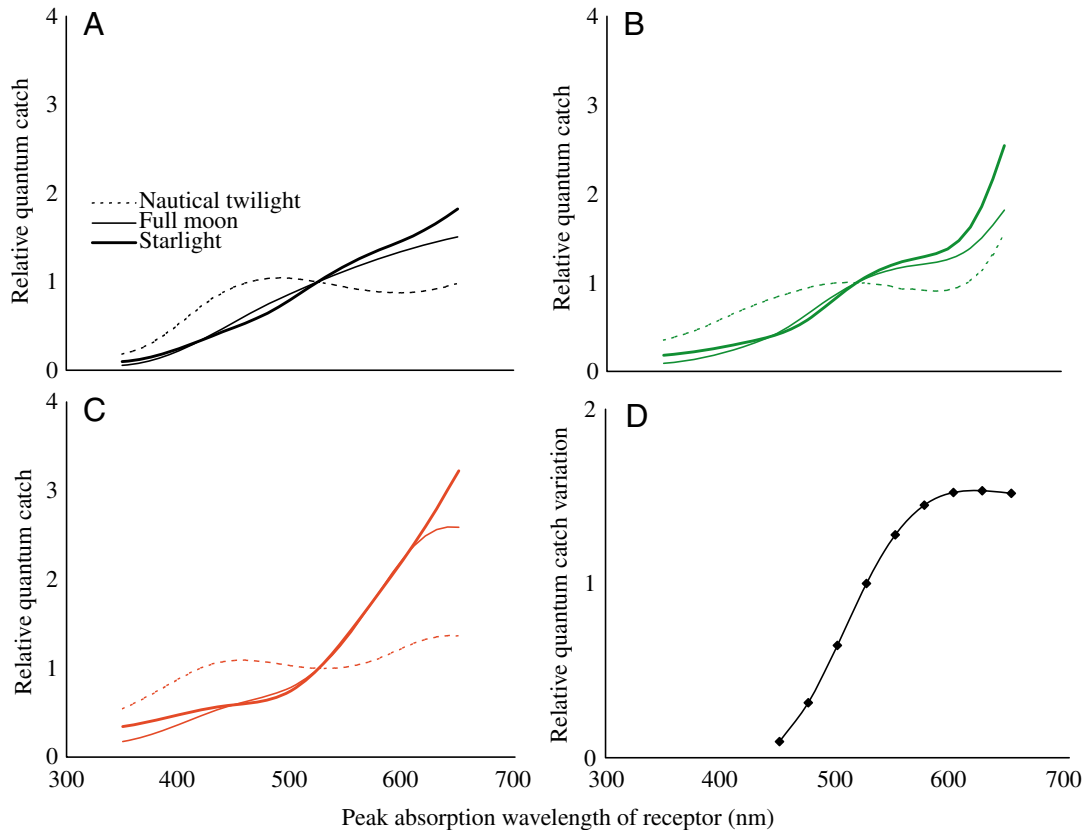 A
Relative quantum catch
4
3
2
1
0
Nautical twilight
Full moon
Starlight
B
Relative quantum catch
4
3
2
1
0
C
Relative quantum catch
4
3
2
1
0
300
400
500
600
700
D
Relative quantum catch variation
2
1
0
300
400
500
600
700
Peak absorption wavelength of receptor (nm)